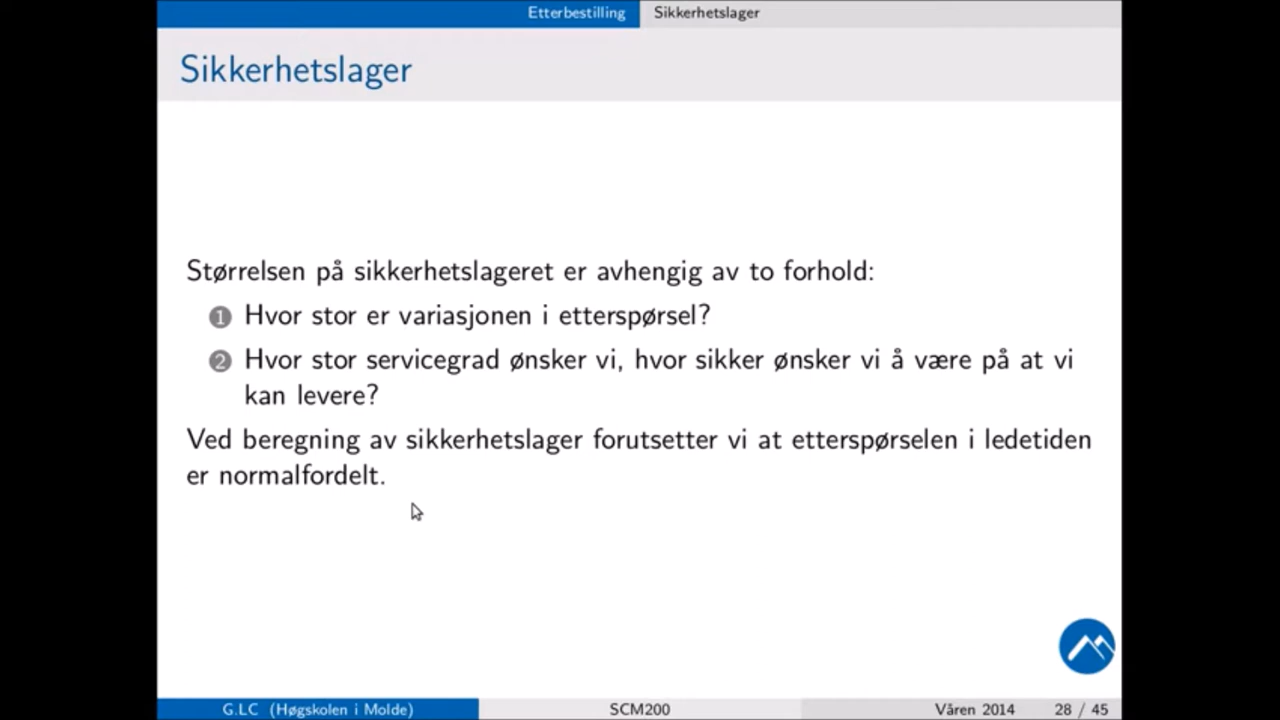 Etterbestilling Sikkerhetslager
Sikkerhetslager
Størrelsen på sikkerhetslageret er avhengig av to forhold:
1 Hvor stor er variasjonen i etterspørsel?
2 Hvor stor servicegrad ønsker vi, hvor sikker ønsker vi å være på at vi
kan levere?
Ved beregning av sikkerhetslager forutsetter vi at etterspørselen i ledetiden
er normalfordelt.
G.LC (Høgskolen i Molde) SCM200 Våren 2014 28 / 45